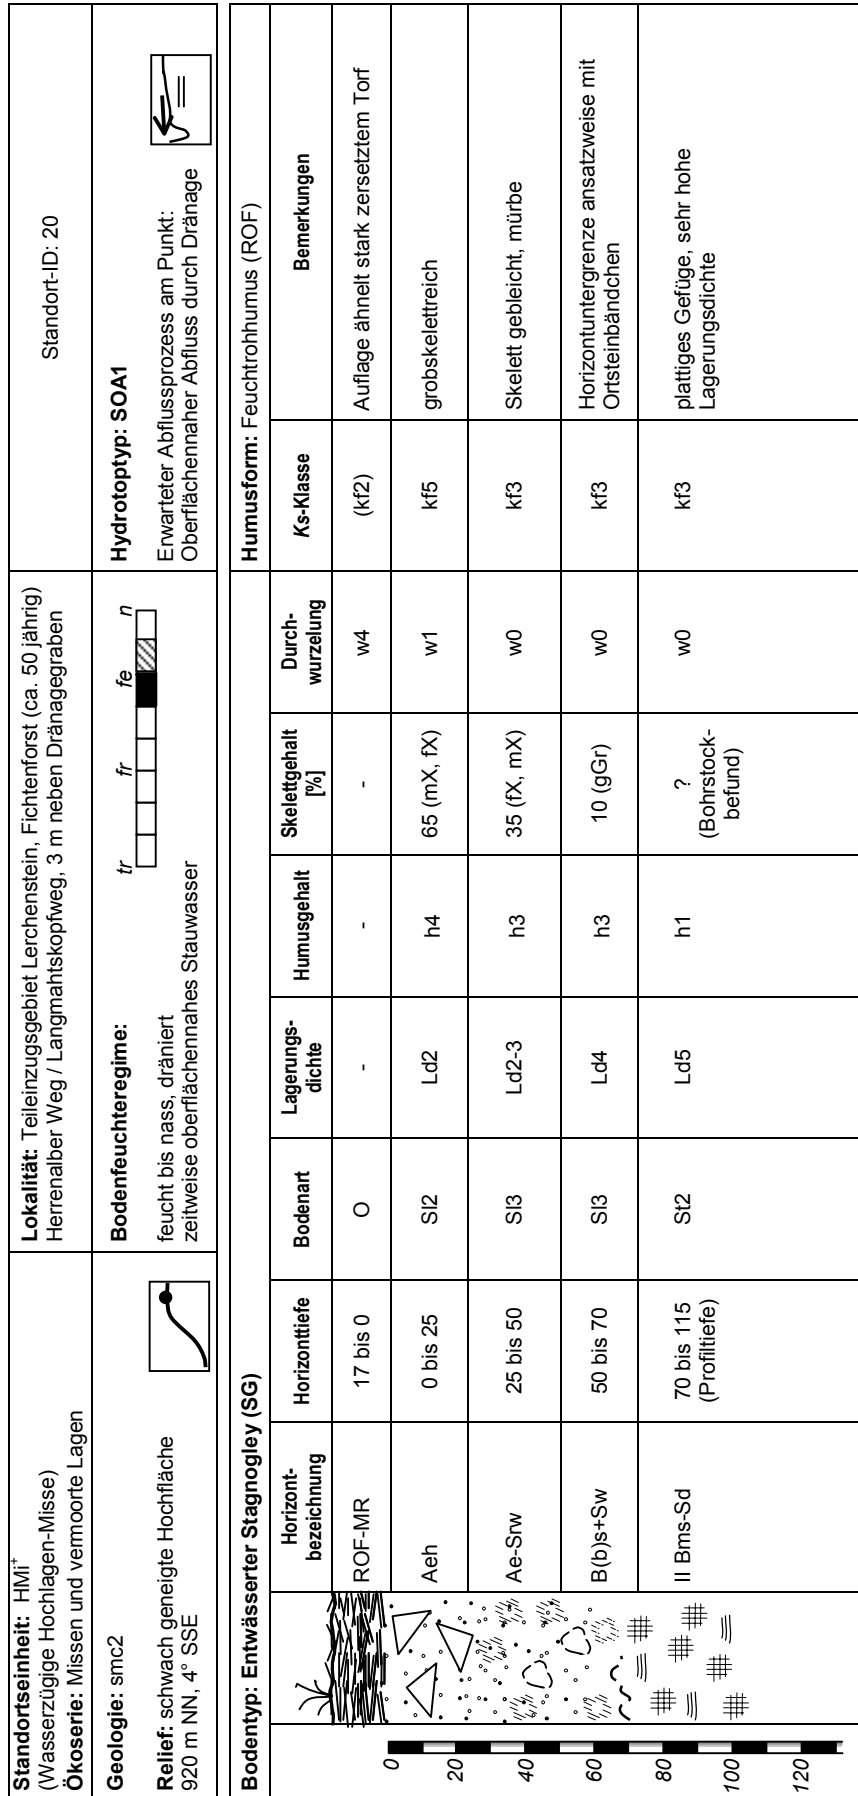 Standortseinheit: HMi⁺
(Wasserzügige Hochlagen-Misse)
Ökoserie: Missen und vermoorte Lagen
Lokalität: Teileinzugsgebiet Lerchenstein, Fichtenforst (ca. 50 jährig)
Herrenalber Weg / Langmahtskopfweg, 3 m neben Dränagegraben
Standort-ID: 20
Geologie: smc2
Relief: schwach geneigte Hochfläche
920 m NN, 4° SSE
Bodenfeuchteregime:
tr fr fe n
feucht bis nass, dräniert
zeitweise oberflächennahes Stauwasser
Hydrotoptyp: SOA1
Erwarteter Abflussprozess am Punkt:
Oberflächennaher Abfluss durch Dränage
Bodentyp: Entwässerter Stagnogley (SG)
Humusform: Feuchtrohhumus (ROF)
Horizont-
bezeichnung
Horizonttiefe
Bodenart
Lagerungs-
dichte
Humusgehalt
Skelettgehalt
[%]
Durch-
wurzelung
Ks-Klasse
Bemerkungen
ROF-MR 17 bis 0 O - - - w4 (kf2) Auflage ähnelt stark zersetztem Torf
Aeh 0 bis 25 Sl2 Ld2 h4 65 (mX, fX) w1 kf5 grobskelettreich
Ae-Srw 25 bis 50 Sl3 Ld2-3 h3 35 (fX, mX) w0 kf3 Skelett gebleicht, mürbe
B(b)s+Sw 50 bis 70 Sl3 Ld4 h3 10 (gGr) w0 kf3 Horizontuntergrenze ansatzweise mit
Ortsteinbändchen
II Bms-Sd 70 bis 115 St2 Ld5 h1 ? w0 kf3 plattiges Gefüge, sehr hohe
(Profiltiefe) (Bohrstock- Lagerungsdichte
befund)
0
20
40
60
80
100
120